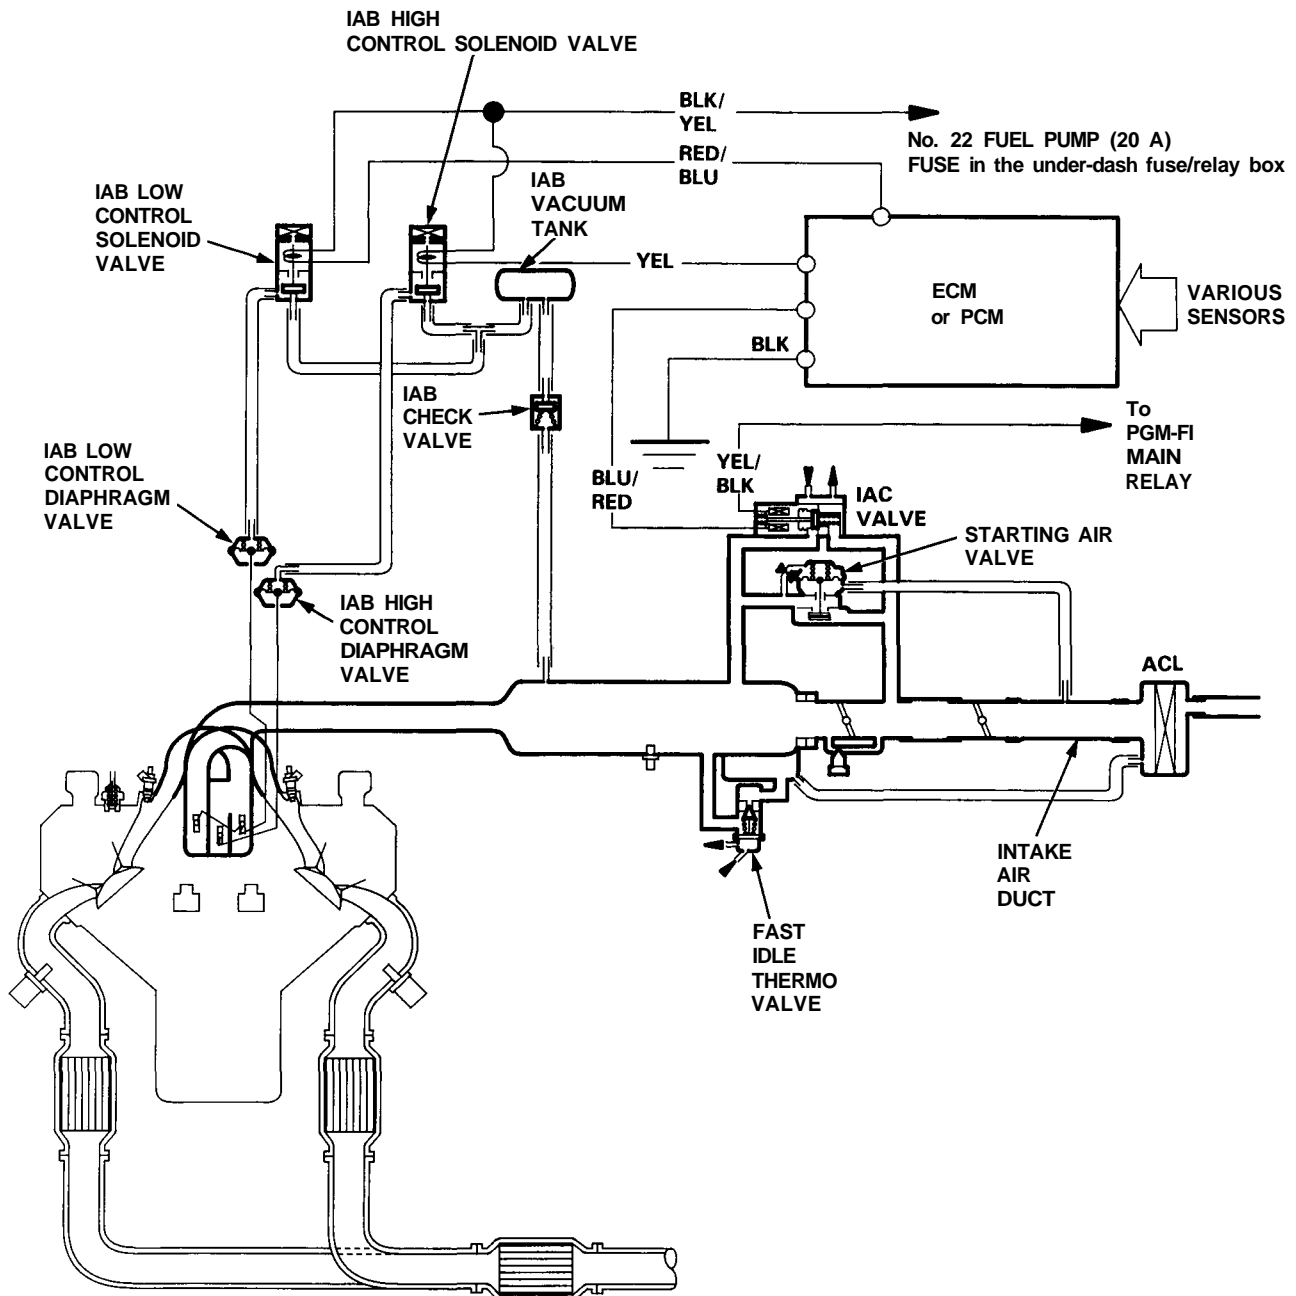 IAB HIGH
CONTROL SOLENOID VALVE
BLK/
YEL
No. 22 FUEL PUMP (20 A)
FUSE in the under-dash fuse/relay box
RED/
BLU
IAB LOW
CONTROL
SOLENOID
VALVE
IAB
VACUUM
TANK
YEL
ECM
or PCM
VARIOUS
SENSORS
BLK
IAB
CHECK
VALVE
To
PGM-FI
MAIN
RELAY
IAB LOW
CONTROL
DIAPHRAGM
VALVE
BLU/
RED
YEL/
BLK
IAC
VALVE
STARTING AIR
VALVE
IAB HIGH
CONTROL
DIAPHRAGM
VALVE
ACL
INTAKE
AIR
DUCT
FAST
IDLE
THERMO
VALVE